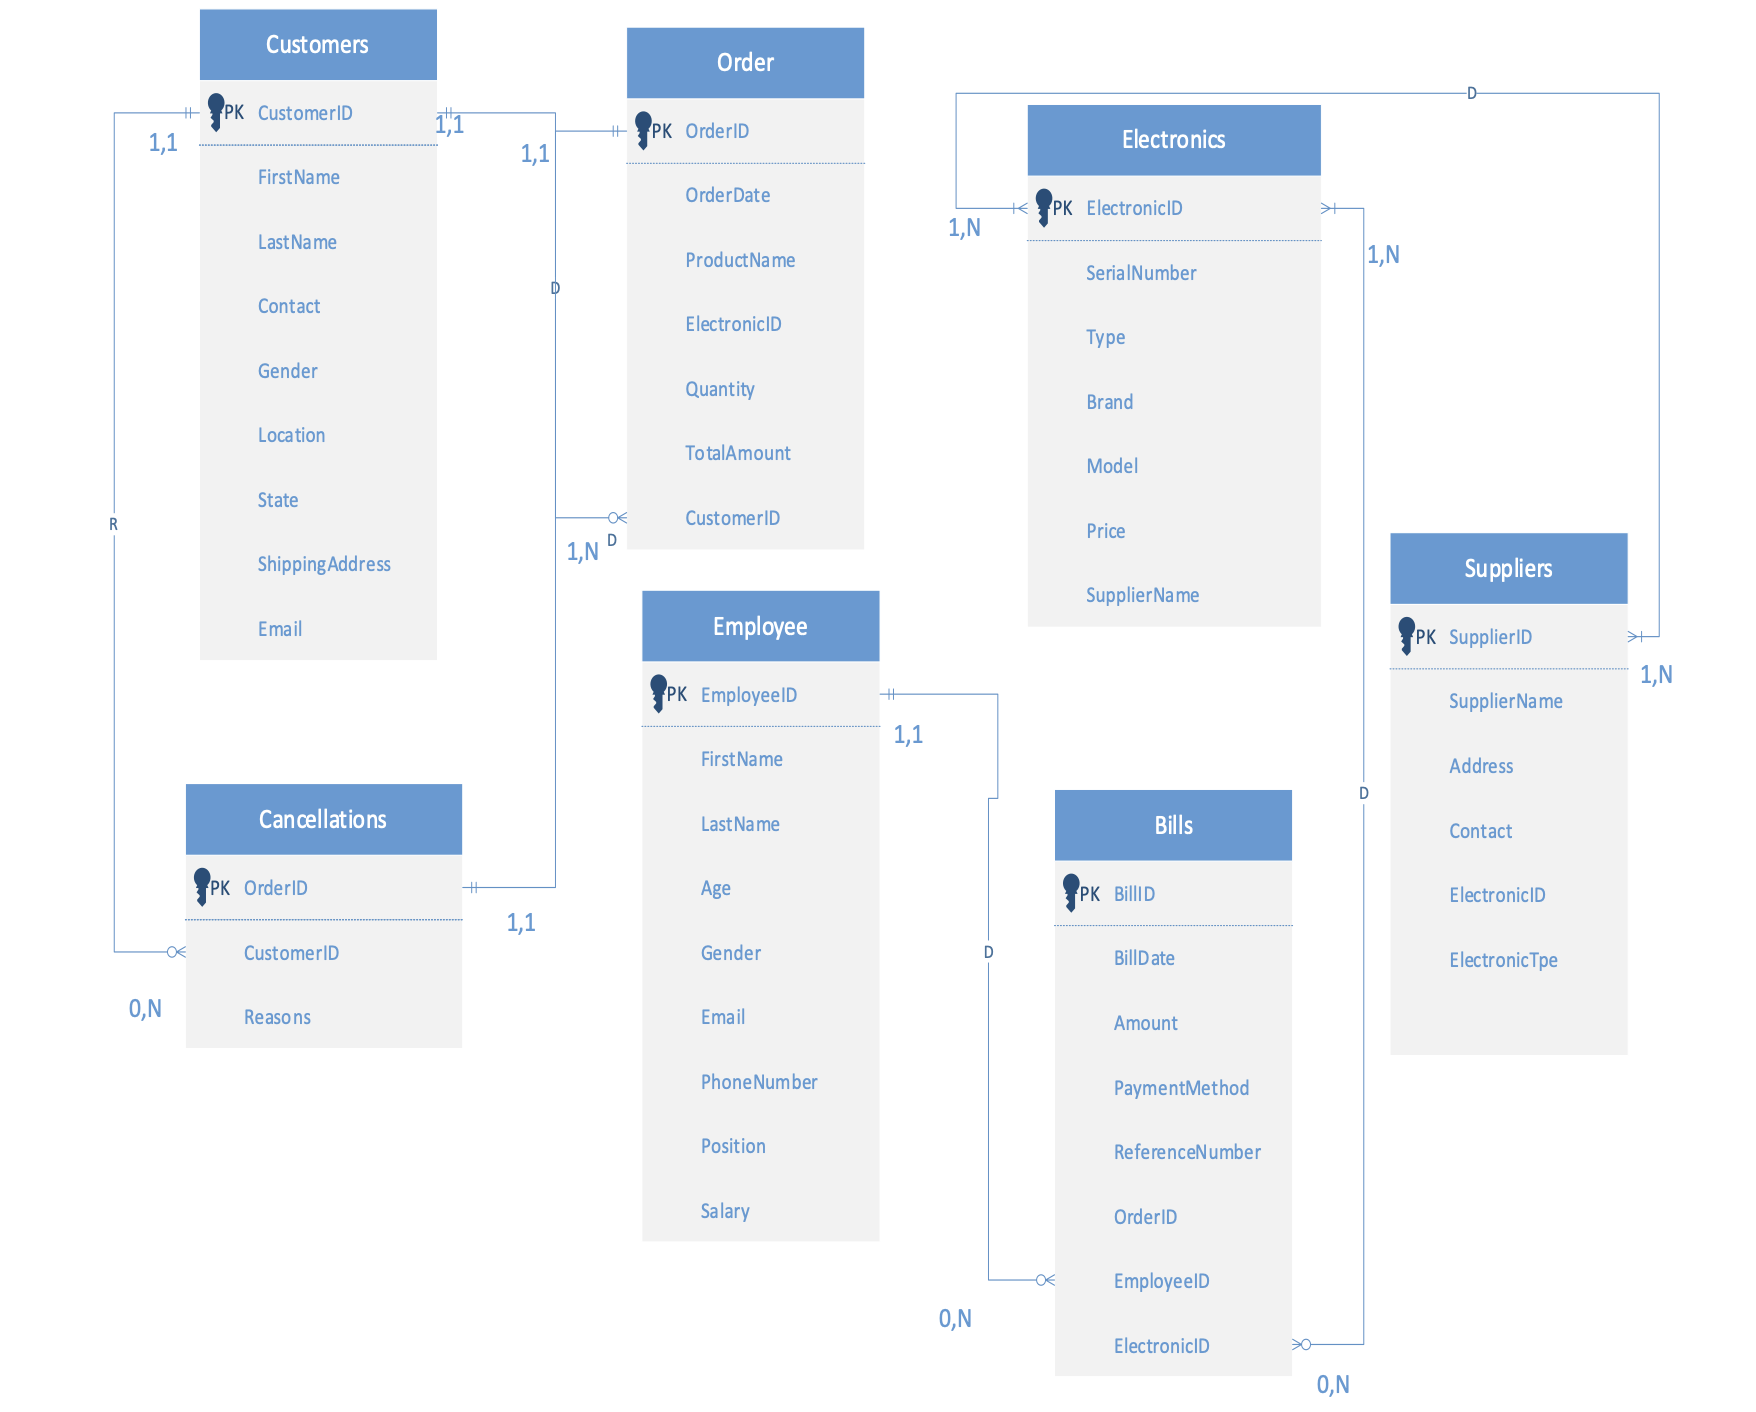 Customers
PK CustomerID
FirstName
LastName
Contact
Gender
Location
State
ShippingAddress
Email
1,1
1,1
R
Order
PK OrderID
OrderDate
ProductName
ElectronicID
Quantity
TotalAmount
CustomerID
1,1
D
1,N
D
Electronics
PK ElectronicID
SerialNumber
Type
Brand
Model
Price
SupplierName
D
1,N
1,N
Suppliers
PK SupplierID
SupplierName
Address
Contact
ElectronicID
ElectronicTpe
1,N
D
Employee
PK EmployeeID
FirstName
LastName
Age
Gender
Email
PhoneNumber
Position
Salary
1,1
D
Cancellations
PK OrderID
CustomerID
Reasons
1,1
0,N
Bills
PK BillID
BillDate
Amount
PaymentMethod
ReferenceNumber
OrderID
EmployeeID
ElectronicID
0,N
0,N